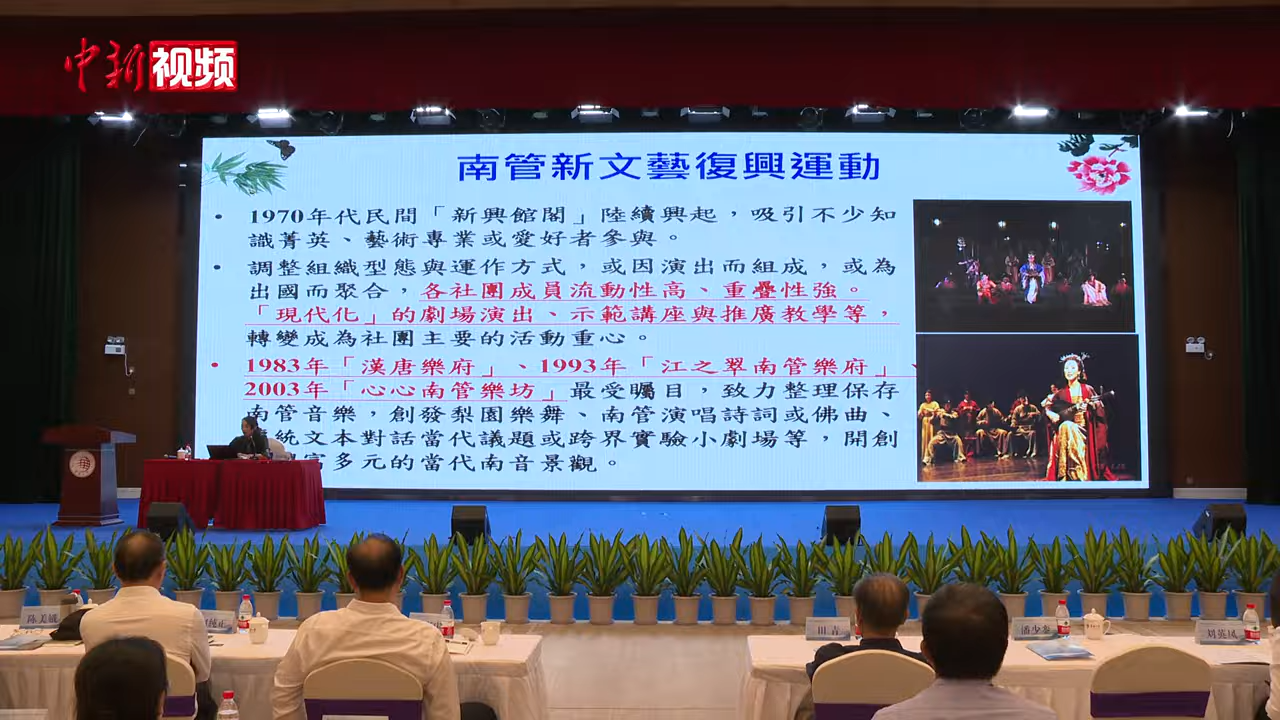 中新视频
南管新文藝復興運動
• 1970年代民間「新興館閣」陸續興起，吸引不少知
識菁英、藝術專業或愛好者參與。
• 調整組織型態與運作方式，或因演出而組成，或為
出國而聚合，各社團成員流動性高、重疊性強。
「現代化」的劇場演出、示範講座與推廣教學等，
轉變成為社團主要的活動重心。
• 1983年「漢唐樂府」、1993年「江之翠南管樂府」、
2003年「心心南管樂坊」最受矚目，致力整理保存
南管音樂，創發梨園樂舞、南管演唱詩詞或佛曲、
統文本對話當代議題或跨界實驗小劇場等，開創
富多元的當代南音景觀。
陈美娥
田青
潘少奎
刘英凤